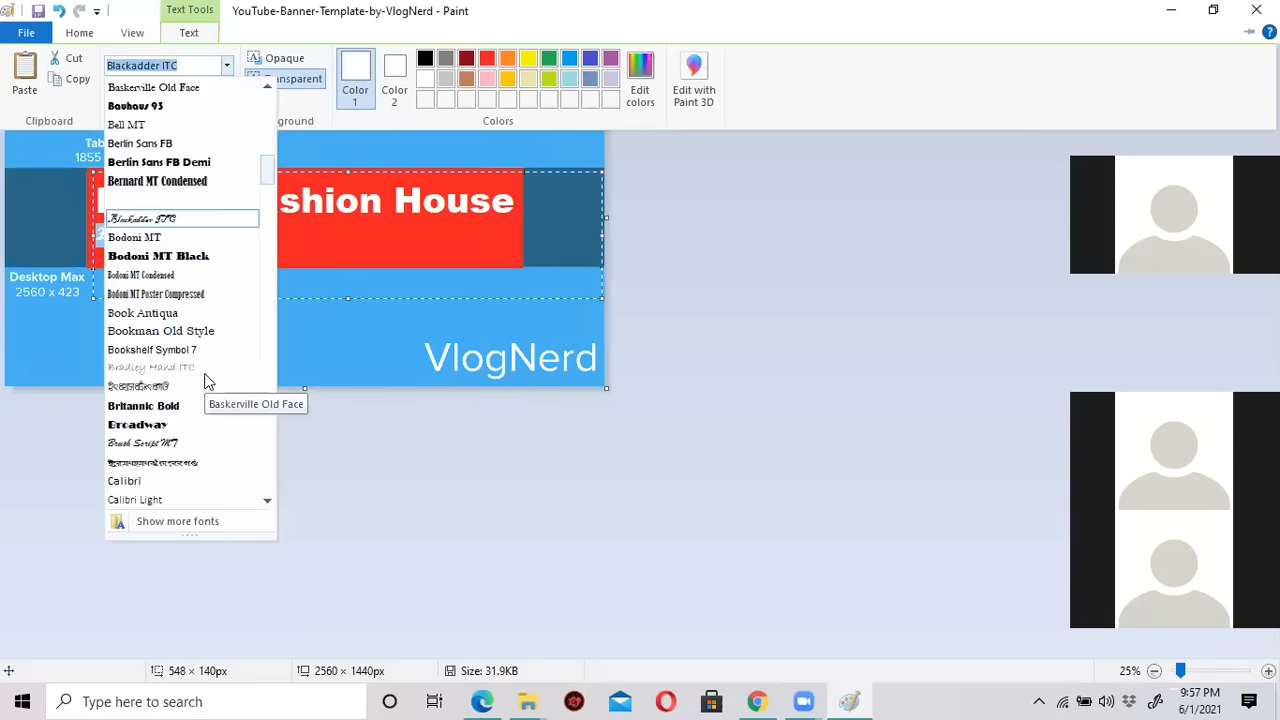 Text Tools
YouTube-Banner-Template-by-VlogNerd - Paint
File
Home
View
Text
Paste
Cut
Copy
Clipboard
Blackadder ITC
Opaque
Transparent
Color 1
Color 2
Edit colors
Edit with Paint 3D
Colors
Baskerville Old Face
Bauhaus 93
Bell MT
Berlin Sans FB
Berlin Sans FB Demi
Bernard MT Condensed
Blackadder ITC
Bodoni MT
Bodoni MT Black
Bodoni MT Condensed
Bodoni MT Poster Compressed
Book Antiqua
Bookman Old Style
Bookshelf Symbol 7
Bradley Hand ITC
Britannic Bold
Broadway
Brush Script MT
Calibri
Calibri Light
Show more fonts
Baskerville Old Face
1855
shion House
Desktop Max
2560 x 423
VlogNerd
548 × 140px
2560 × 1440px
Size: 31.9KB
25%
Type here to search
9:57 PM
6/1/2021